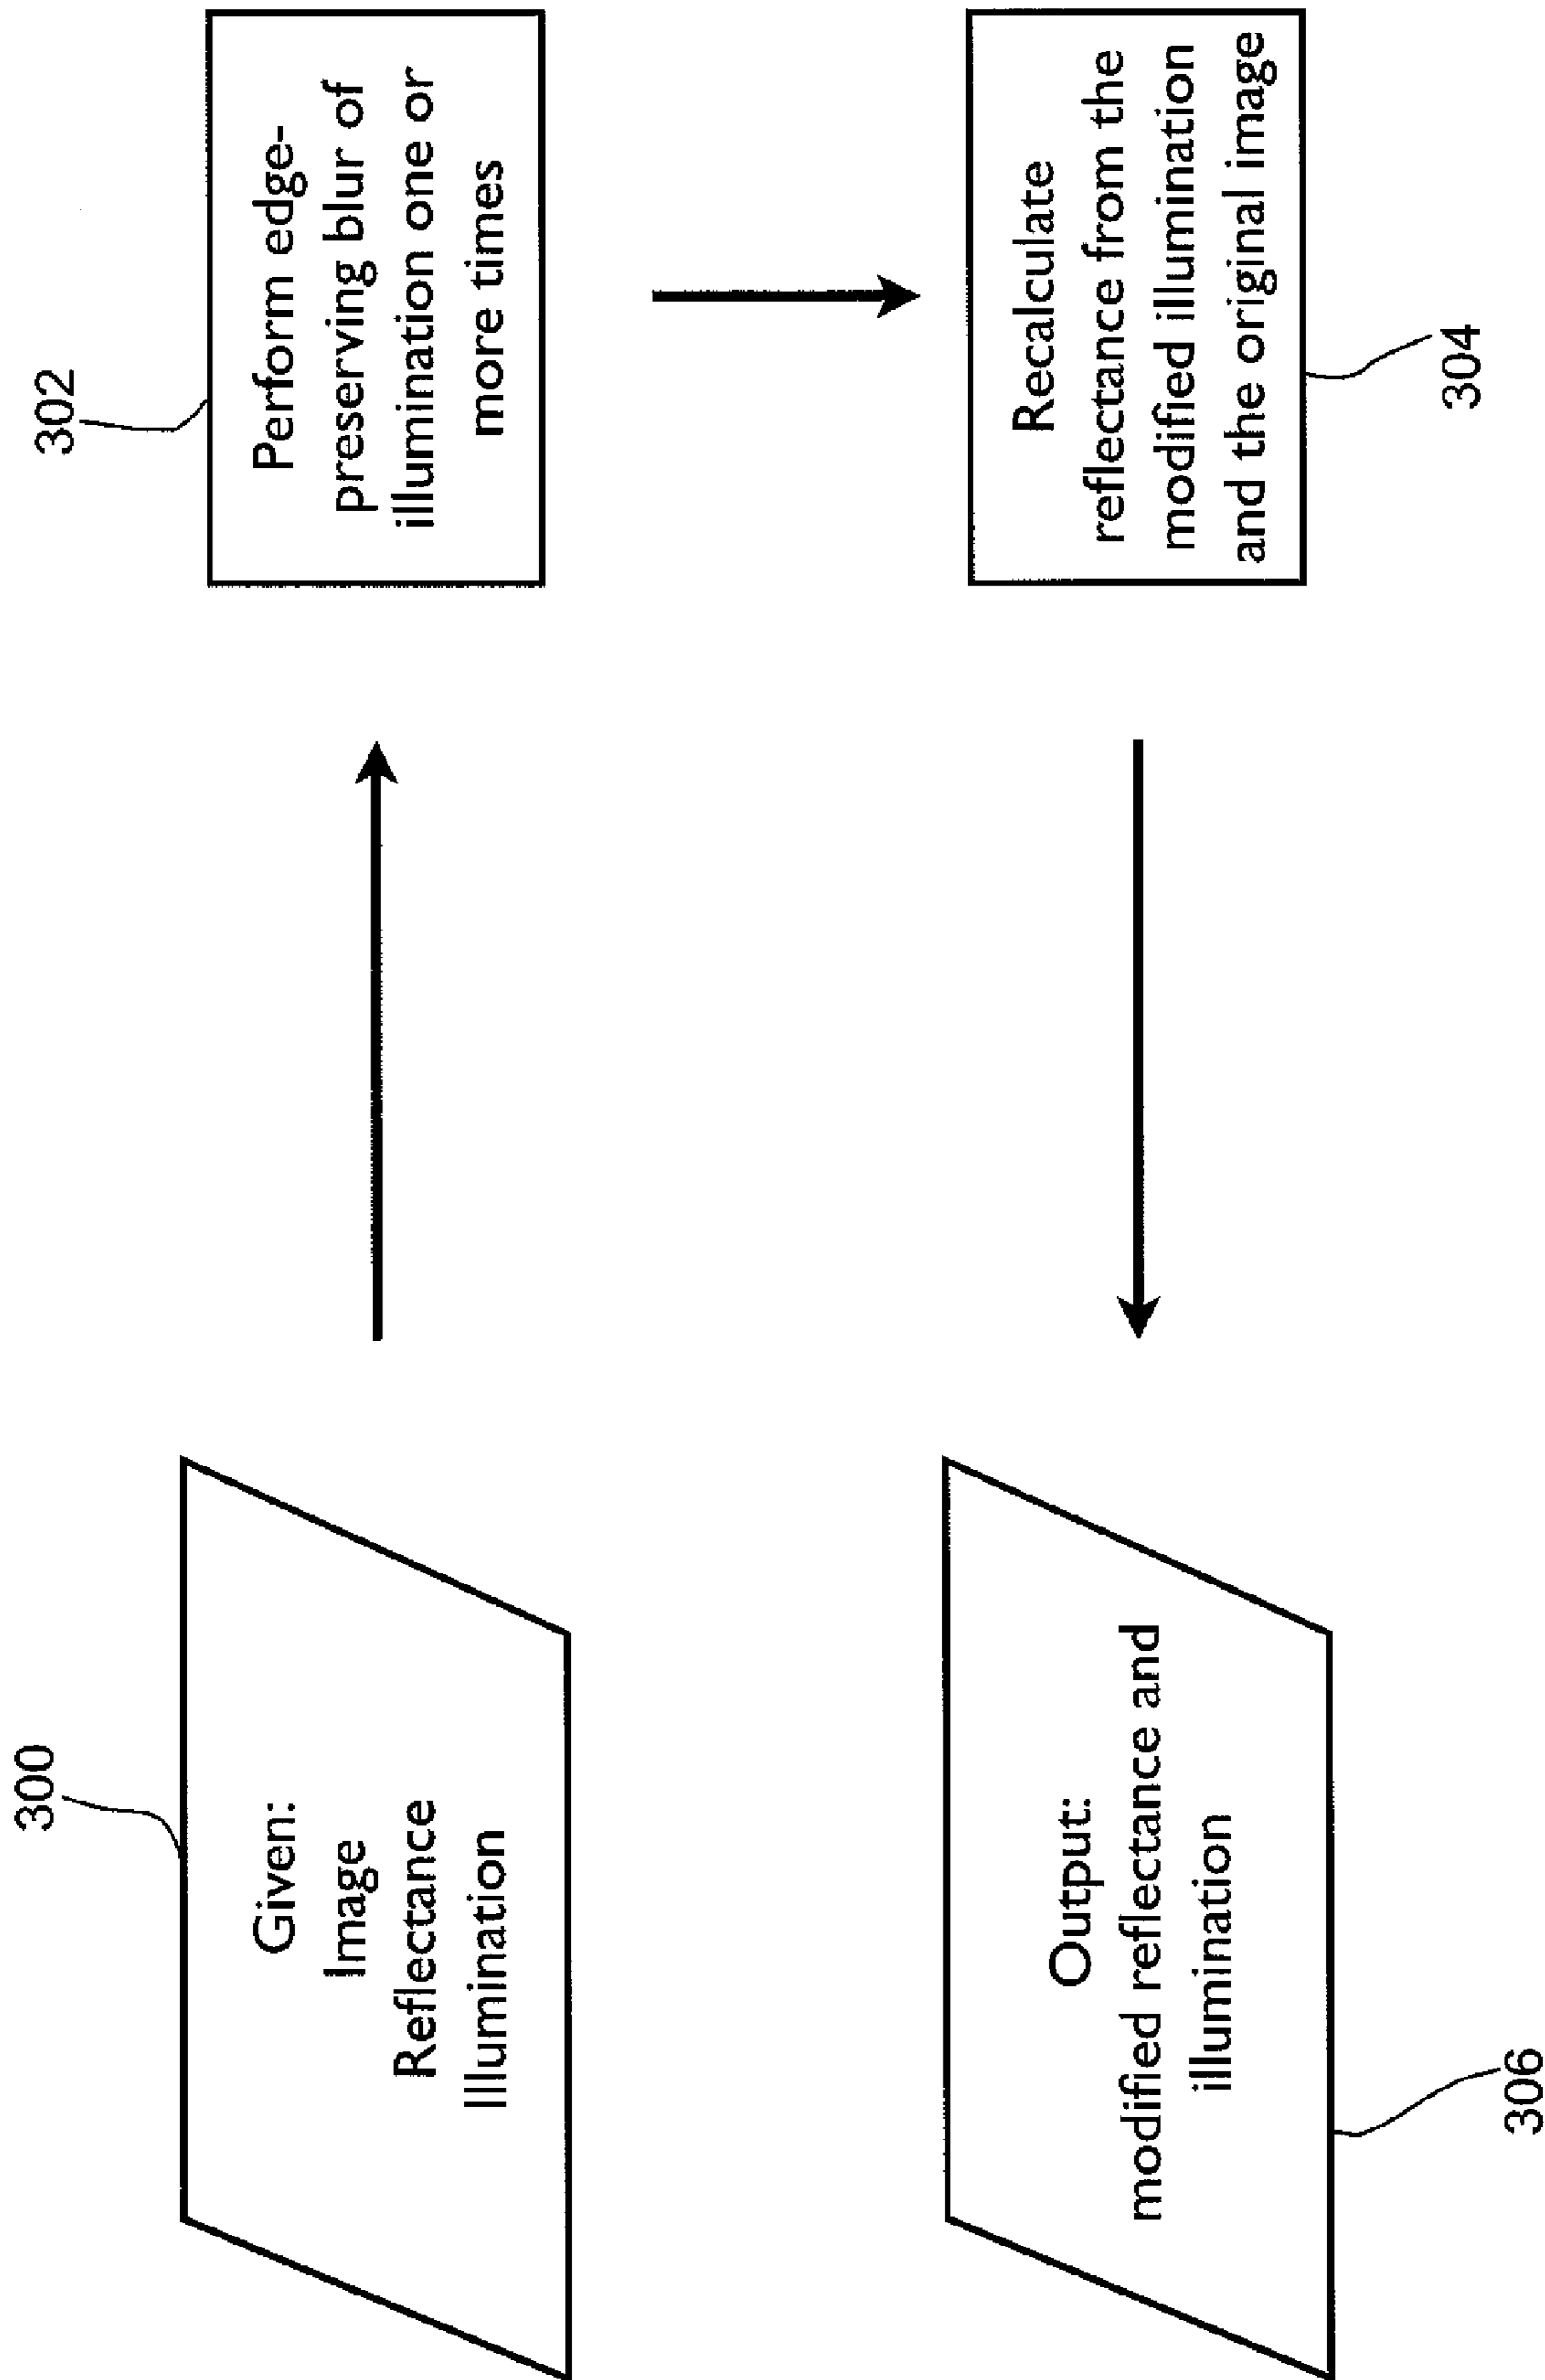 300
Given:
Image
Reflectance
Illumination
302
Perform edge-
preserving blur of
illumination one or
more times
Recalculate
reflectance from the
modified illumination
and the original image
304
Output:
modified reflectance and
illumination
306